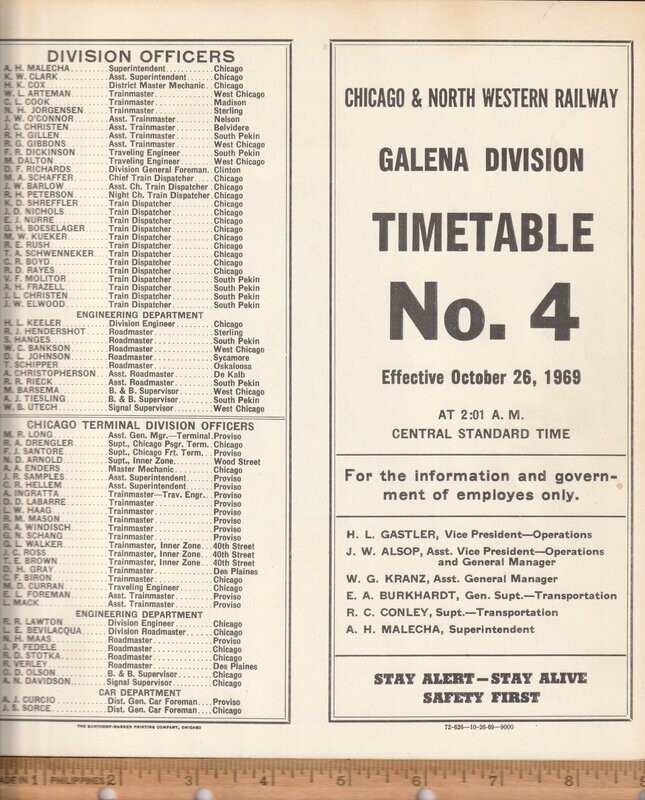 DIVISION OFFICERS
A. H. MALECHA........Superintendent............Chicago
K. W. CLARK..........Asst. Superintendent......Chicago
H. K. COX............District Master Mechanic..Chicago
W. L. ARTEMAN........Trainmaster...............West Chicago
C. L. COOK...........Trainmaster...............Madison
N. H. JORGENSEN......Trainmaster...............Sterling
J. W. O'CONNOR.......Asst. Trainmaster.........Nelson
J. C. CHRISTEN.......Asst. Trainmaster.........Belvidere
R. H. GILLEN.........Asst. Trainmaster.........South Pekin
R. G. GIBBONS........Asst. Trainmaster.........West Chicago
F. R. DICKINSON......Traveling Engineer........South Pekin
M. DALTON............Traveling Engineer........West Chicago
D. F. RICHARDS.......Division General Foreman..Clinton
M. A. SCHAFFER.......Chief Train Dispatcher....Chicago
J. W. BARLOW.........Asst. Ch. Train Dispatcher.Chicago
R. H. PETERSON.......Night Ch. Train Dispatcher.Chicago
K. D. SHREFFLER......Train Dispatcher..........Chicago
J. D. NICHOLS........Train Dispatcher..........Chicago
E. J. NURRE..........Train Dispatcher..........Chicago
G. H. BOESELAGER.....Train Dispatcher..........Chicago
M. W. KUEKER.........Train Dispatcher..........Chicago
R. E. RUSH...........Train Dispatcher..........Chicago
T. A. SCHWENNEKER....Train Dispatcher..........Chicago
C. R. BOYD...........Train Dispatcher..........Chicago
R. D. RAYES..........Train Dispatcher..........Chicago
V. F. MOLITOR........Train Dispatcher..........South Pekin
A. H. FRAZELL........Train Dispatcher..........South Pekin
J. L. CHRISTEN.......Train Dispatcher..........South Pekin
J. W. ELWOOD.........Train Dispatcher..........South Pekin
ENGINEERING DEPARTMENT
H. L. KEELER.........Division Engineer.........Chicago
R. J. HENDERSHOT.....Roadmaster................Sterling
S. HANGES............Roadmaster................South Pekin
W. C. BANKSON........Roadmaster................West Chicago
D. L. JOHNSON........Roadmaster................Sycamore
T. SCHIPPER..........Roadmaster................Oskaloosa
A. CHRISTOPHERSON....Asst. Roadmaster..........De Kalb
R. R. RIECK..........Asst. Roadmaster..........South Pekin
M. BARSEMA...........B. & B. Supervisor........West Chicago
A. J. TIESLING.......B. & B. Supervisor........South Pekin
W. B. UTECH..........Signal Supervisor.........West Chicago
CHICAGO TERMINAL DIVISION OFFICERS
M. R. LONG...........Asst. Gen. Mgr.—Terminal.Proviso
R. A. DRENGLER.......Supt., Chicago Psgr. Term..Chicago
F. J. SANTORE........Supt., Chicago Frt. Term...Proviso
N. D. ARNOLD.........Supt., Inner Zone.........Wood Street
A. A. ENDERS.........Master Mechanic...........Chicago
J. R. SAMPLES........Asst. Superintendent......Proviso
C. R. HELLEM.........Asst. Superintendent......Proviso
A. INGRATTA..........Trainmaster—Trav. Engr....Proviso
D. D. LABARRE........Trainmaster...............Proviso
L. W. HAAG...........Trainmaster...............Proviso
R. M. MASON..........Trainmaster...............Proviso
R. A. WINDISCH.......Trainmaster...............Proviso
G. N. SCHANG.........Trainmaster...............Proviso
G. L. WALKER.........Trainmaster, Inner Zone...40th Street
J. C. ROSS...........Trainmaster, Inner Zone...40th Street
T. E. BROWN..........Trainmaster, Inner Zone...40th Street
D. H. GRAY...........Trainmaster...............Des Plaines
C. F. BIRON..........Trainmaster...............Chicago
M. D. CURRAN.........Traveling Engineer........Chicago
E. L. FOREMAN........Asst. Trainmaster.........Proviso
L. MACK..............Asst. Trainmaster.........Proviso
ENGINEERING DEPARTMENT
R. R. LAWTON.........Division Engineer.........Chicago
L. E. BEVILACQUA.....Division Roadmaster.......Chicago
N. H. MAAS...........Roadmaster................Proviso
J. P. FEDELE.........Roadmaster................Chicago
R. D. STOTKA.........Roadmaster................Chicago
R. VERLEY............Roadmaster................Des Plaines
O. D. OLSON..........B. & B. Supervisor........Chicago
A. N. DAVIDSON.......Signal Supervisor.........Chicago
CAR DEPARTMENT
A. J. CURCIO.........Dist. Gen. Car Foreman....Proviso
J. S. SORCE..........Dist. Gen. Car Foreman....Chicago
THE GUNTHORP-WARREN PRINTING COMPANY, CHICAGO
CHICAGO & NORTH WESTERN RAILWAY
GALENA DIVISION
TIMETABLE
No. 4
Effective October 26, 1969
AT 2:01 A. M.
CENTRAL STANDARD TIME
For the information and govern-
ment of employes only.
H. L. GASTLER, Vice President—Operations
J. W. ALSOP, Asst. Vice President—Operations
and General Manager
W. G. KRANZ, Asst. General Manager
E. A. BURKHARDT, Gen. Supt.—Transportation
R. C. CONLEY, Supt.—Transportation
A. H. MALECHA, Superintendent
STAY ALERT—STAY ALIVE
SAFETY FIRST
72-626—10-26-69—9000
MADE IN 1 PHILIPPINES 2 3 4 5 6 7 8 9